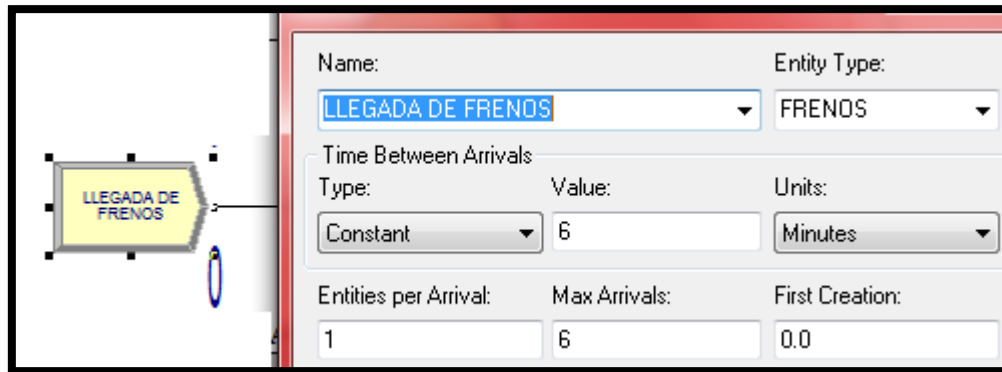 Name:
Entity Type:
LLEGADA DE FRENOS
FRENOS
Time Between Arrivals
Type:
Value:
Units:
Constant
6
Minutes
Entities per Arrival:
Max Arrivals:
First Creation:
1
6
0.0
LLEGADA DE
FRENOS
0